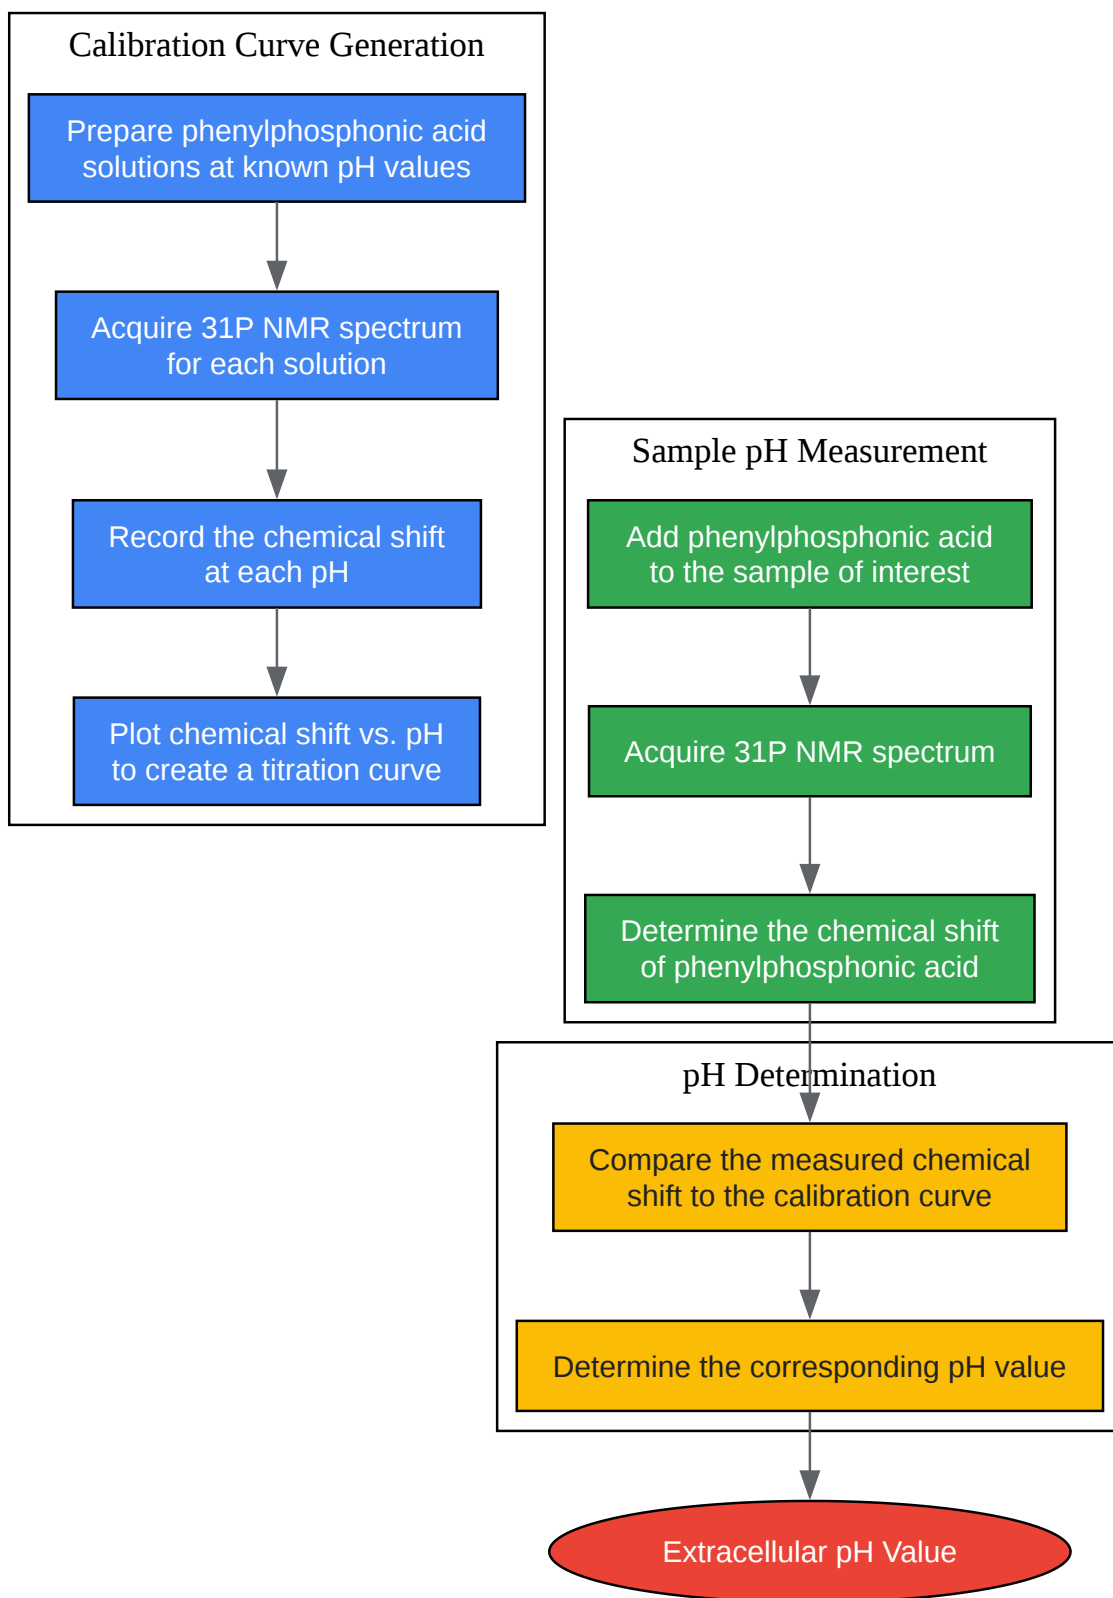 Calibration Curve Generation
Prepare phenylphosphonic acid
solutions at known pH values
Acquire 31P NMR spectrum
for each solution
Record the chemical shift
at each pH
Plot chemical shift vs. pH
to create a titration curve
Sample pH Measurement
Add phenylphosphonic acid
to the sample of interest
Acquire 31P NMR spectrum
Determine the chemical shift
of phenylphosphonic acid
pH Determination
Compare the measured chemical
shift to the calibration curve
Determine the corresponding pH value
Extracellular pH Value